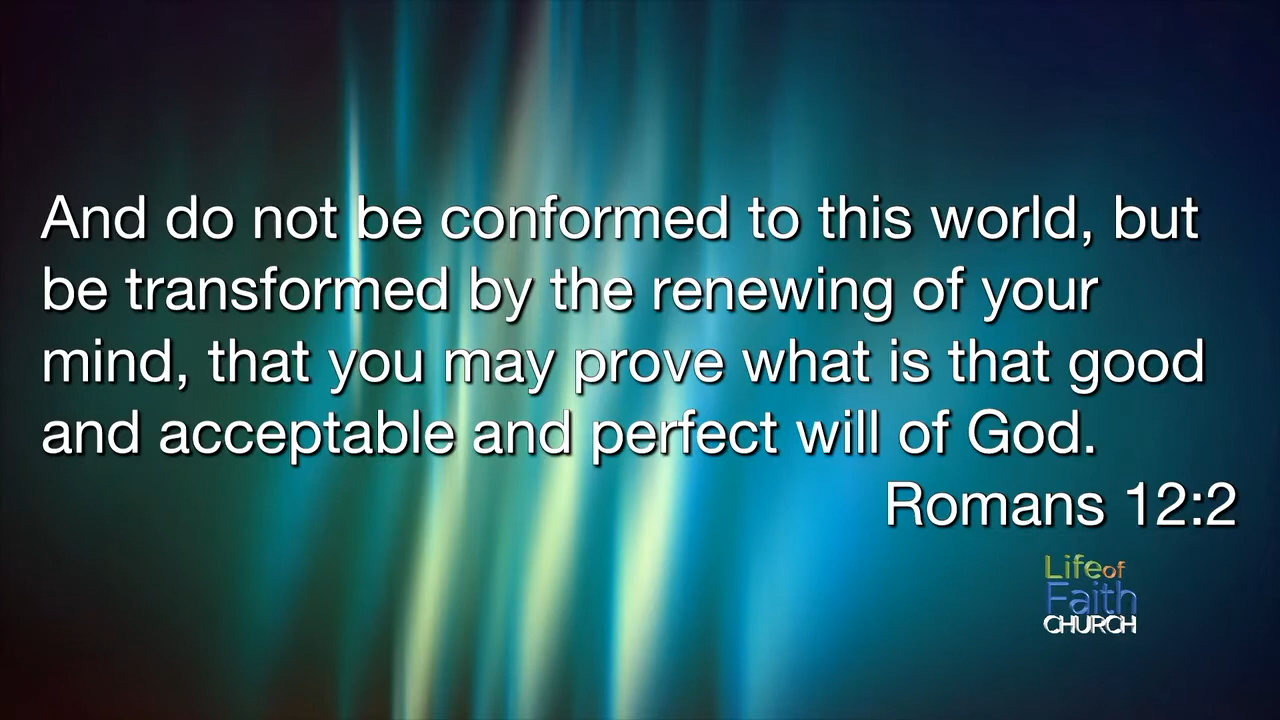 And do not be conformed to this world, but
be transformed by the renewing of your
mind, that you may prove what is that good
and acceptable and perfect will of God.
Romans 12:2
Life of
Faith
CHURCH